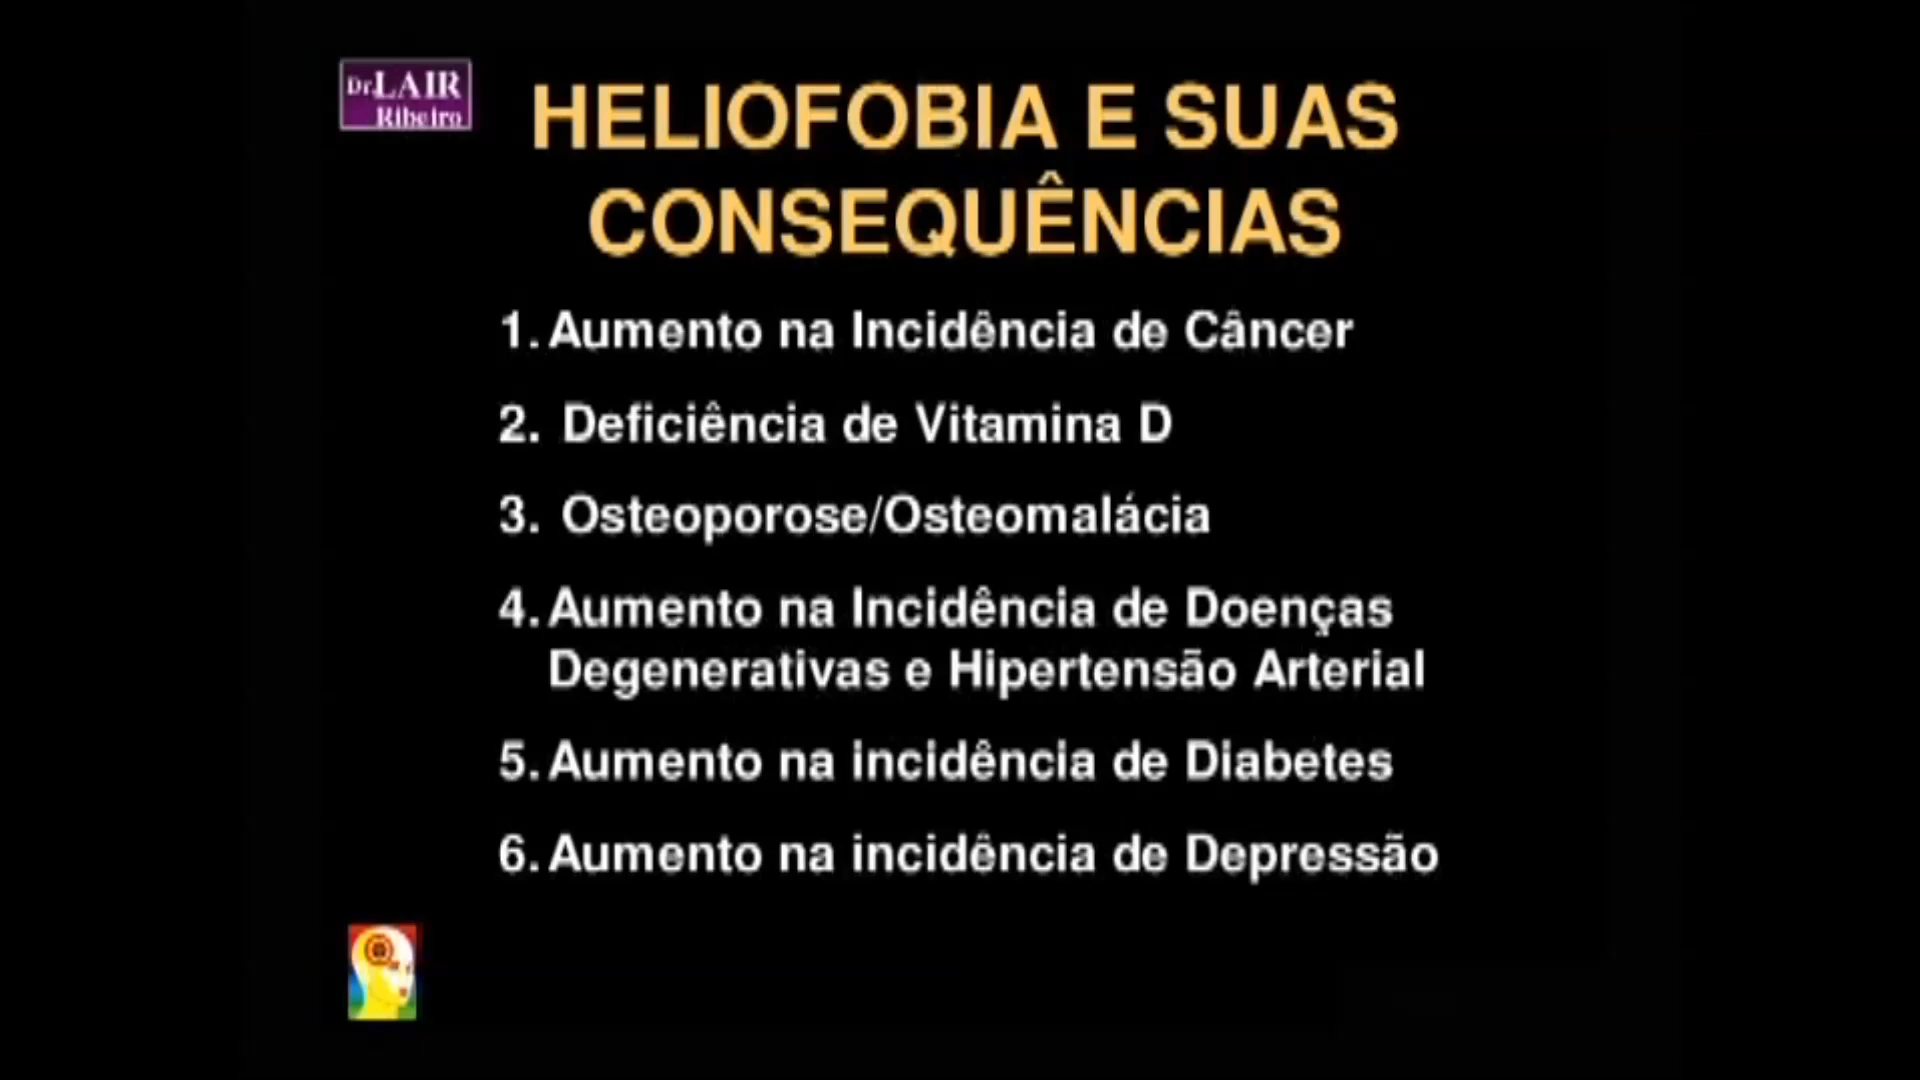 Dr. LAIR
Ribeiro
HELIOFOBIA E SUAS
CONSEQUÊNCIAS
1. Aumento na Incidência de Câncer
2. Deficiência de Vitamina D
3. Osteoporose/Osteomalácia
4. Aumento na Incidência de Doenças
Degenerativas e Hipertensão Arterial
5. Aumento na incidência de Diabetes
6. Aumento na incidência de Depressão